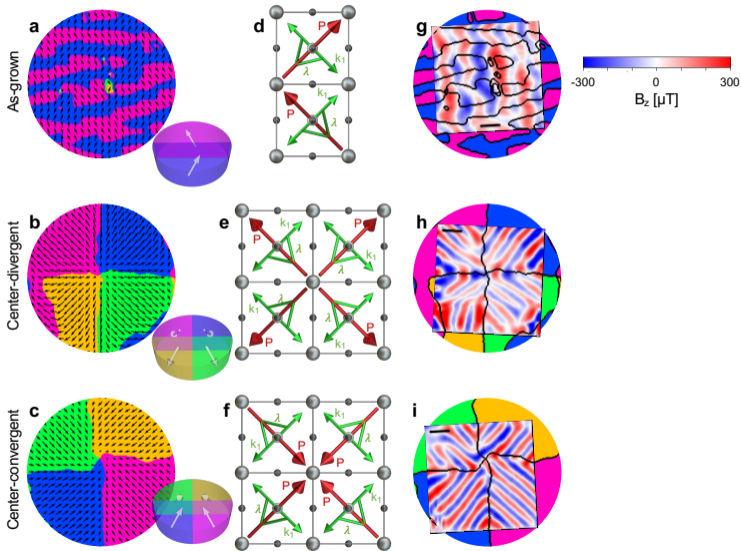 a
d
g
As-grown
P
λ
k1
P
λ
k1
-300
0
300
Bz [µT]
b
e
h
Center-divergent
k1
k1
P
λ
λ
P
λ
λ
P
k1
k1
P
c
f
i
Center-convergent
λ
λ
k1
P
P
k1
P
P
k1
λ
λ
k1